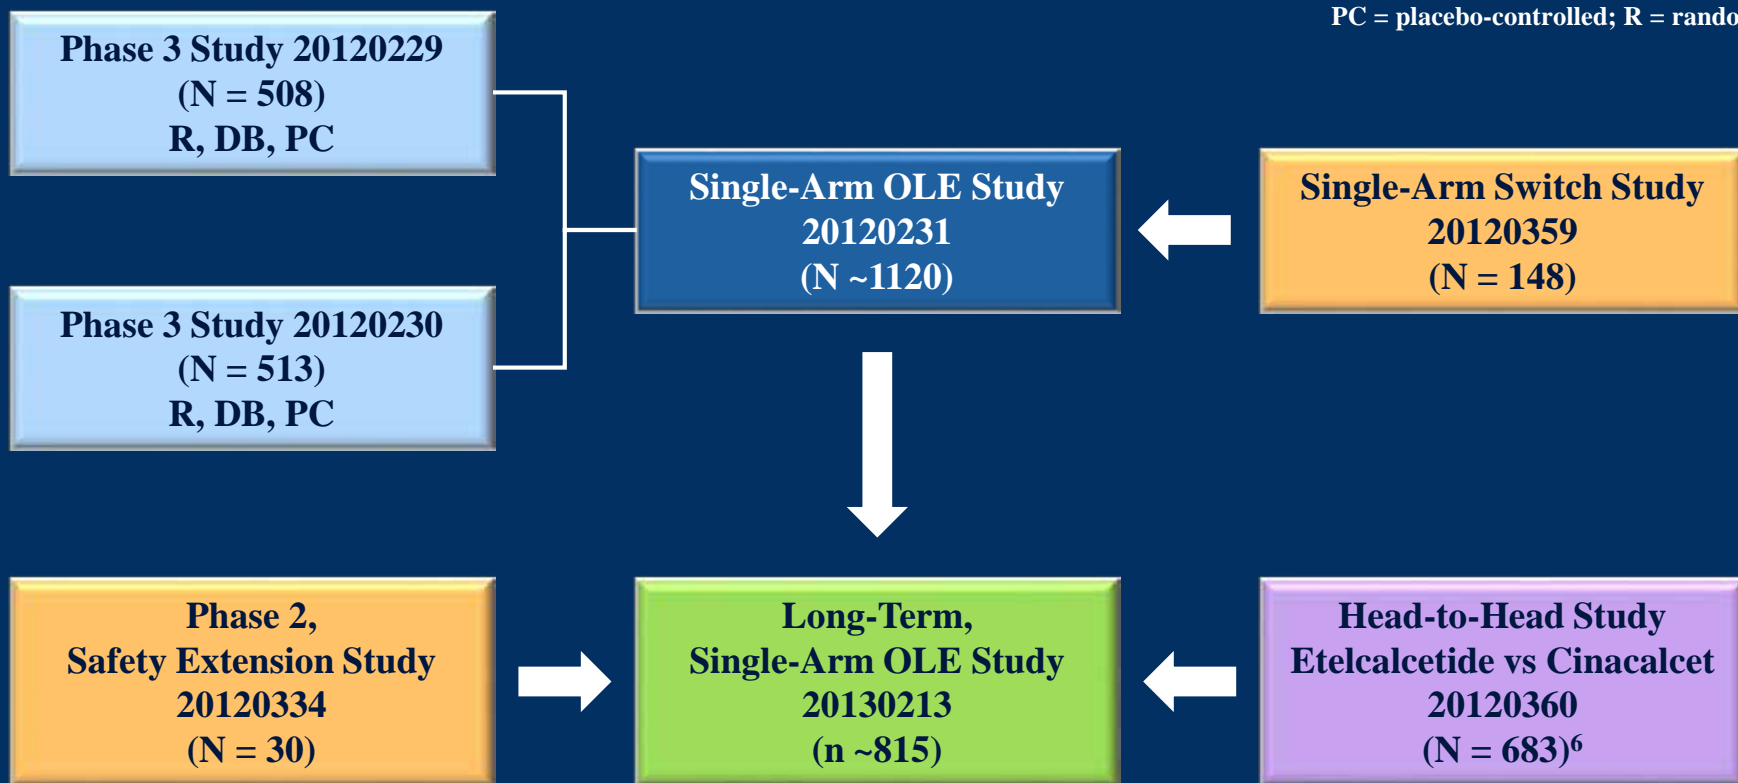 PC = placebo-controlled; R = rando
Phase 3 Study 20120229
(N = 508)
R, DB, PC
Single-Arm OLE Study
20120231
(N ~1120)
Single-Arm Switch Study
20120359
(N = 148)
Phase 3 Study 20120230
(N = 513)
R, DB, PC
Phase 2,
Safety Extension Study
20120334
(N = 30)
Long-Term,
Single-Arm OLE Study
20130213
(n ~815)
Head-to-Head Study
Etelcalcetide vs Cinacalcet
20120360
(N = 683)⁶